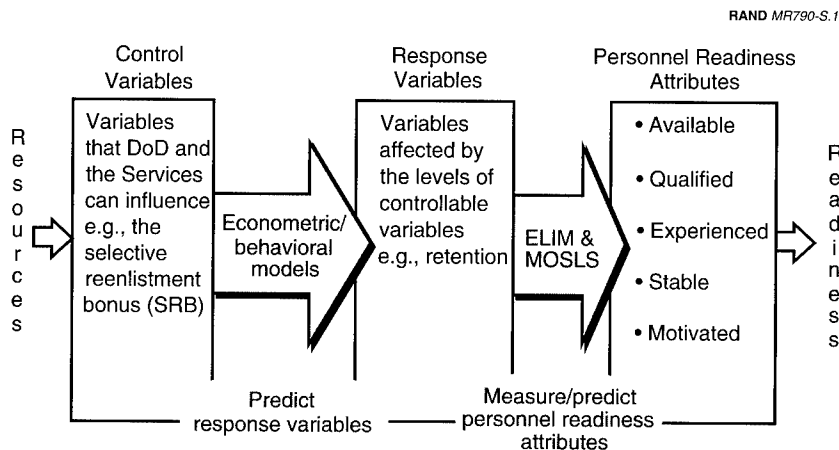 RAND MR790-S.1
Control
Variables
Response
Variables
Personnel Readiness
Attributes
Resources
Variables
that DoD and
the Services
can influence
e.g., the
selective
reenlistment
bonus (SRB)
Econometric/
behavioral
models
Variables
affected by
the levels of
controllable
variables
e.g., retention
ELIM &
MOSLS
• Available
• Qualified
• Experienced
• Stable
• Motivated
Readiness
Predict
response variables
Measure/predict
personnel readiness
attributes